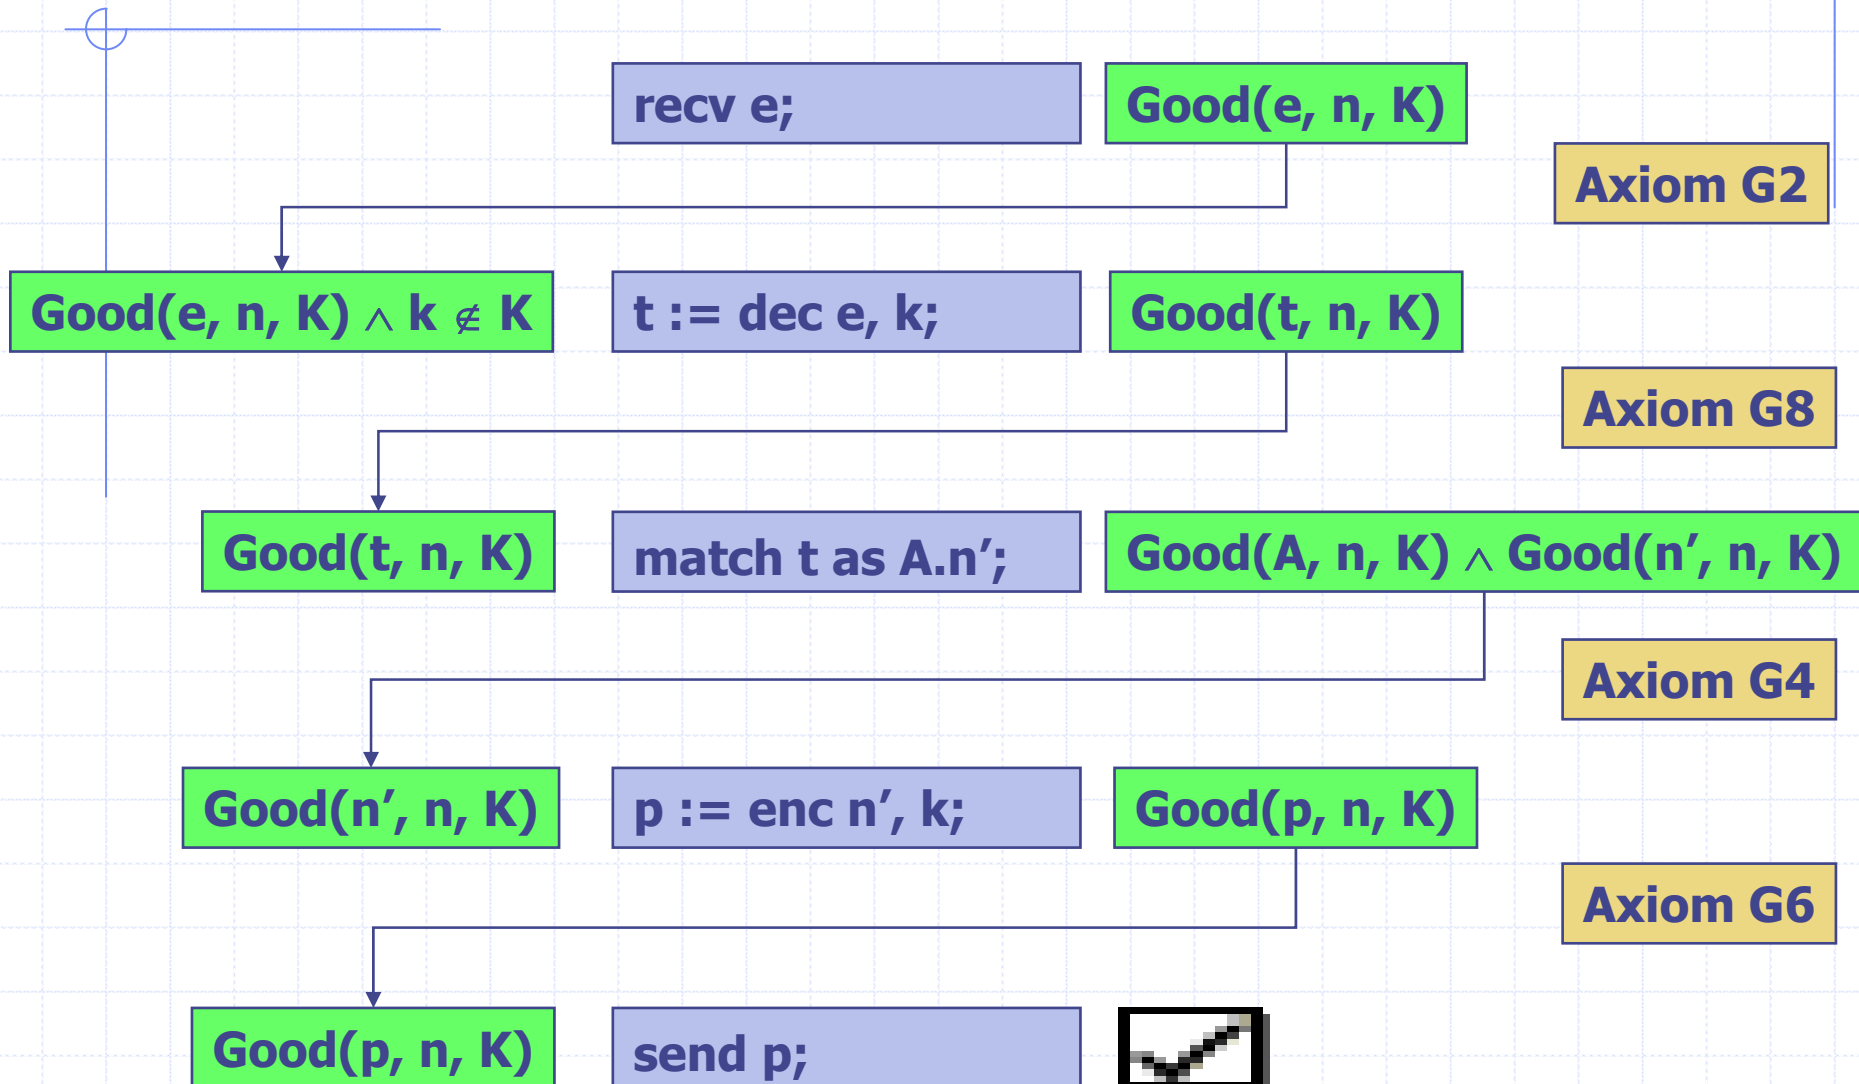 recv e;
Good(e, n, K)
Axiom G2
Good(e, n, K) ∧ k ∉ K
t := dec e, k;
Good(t, n, K)
Axiom G8
Good(t, n, K)
match t as A.n’;
Good(A, n, K) ∧ Good(n’, n, K)
Axiom G4
Good(n’, n, K)
p := enc n’, k;
Good(p, n, K)
Axiom G6
Good(p, n, K)
send p;